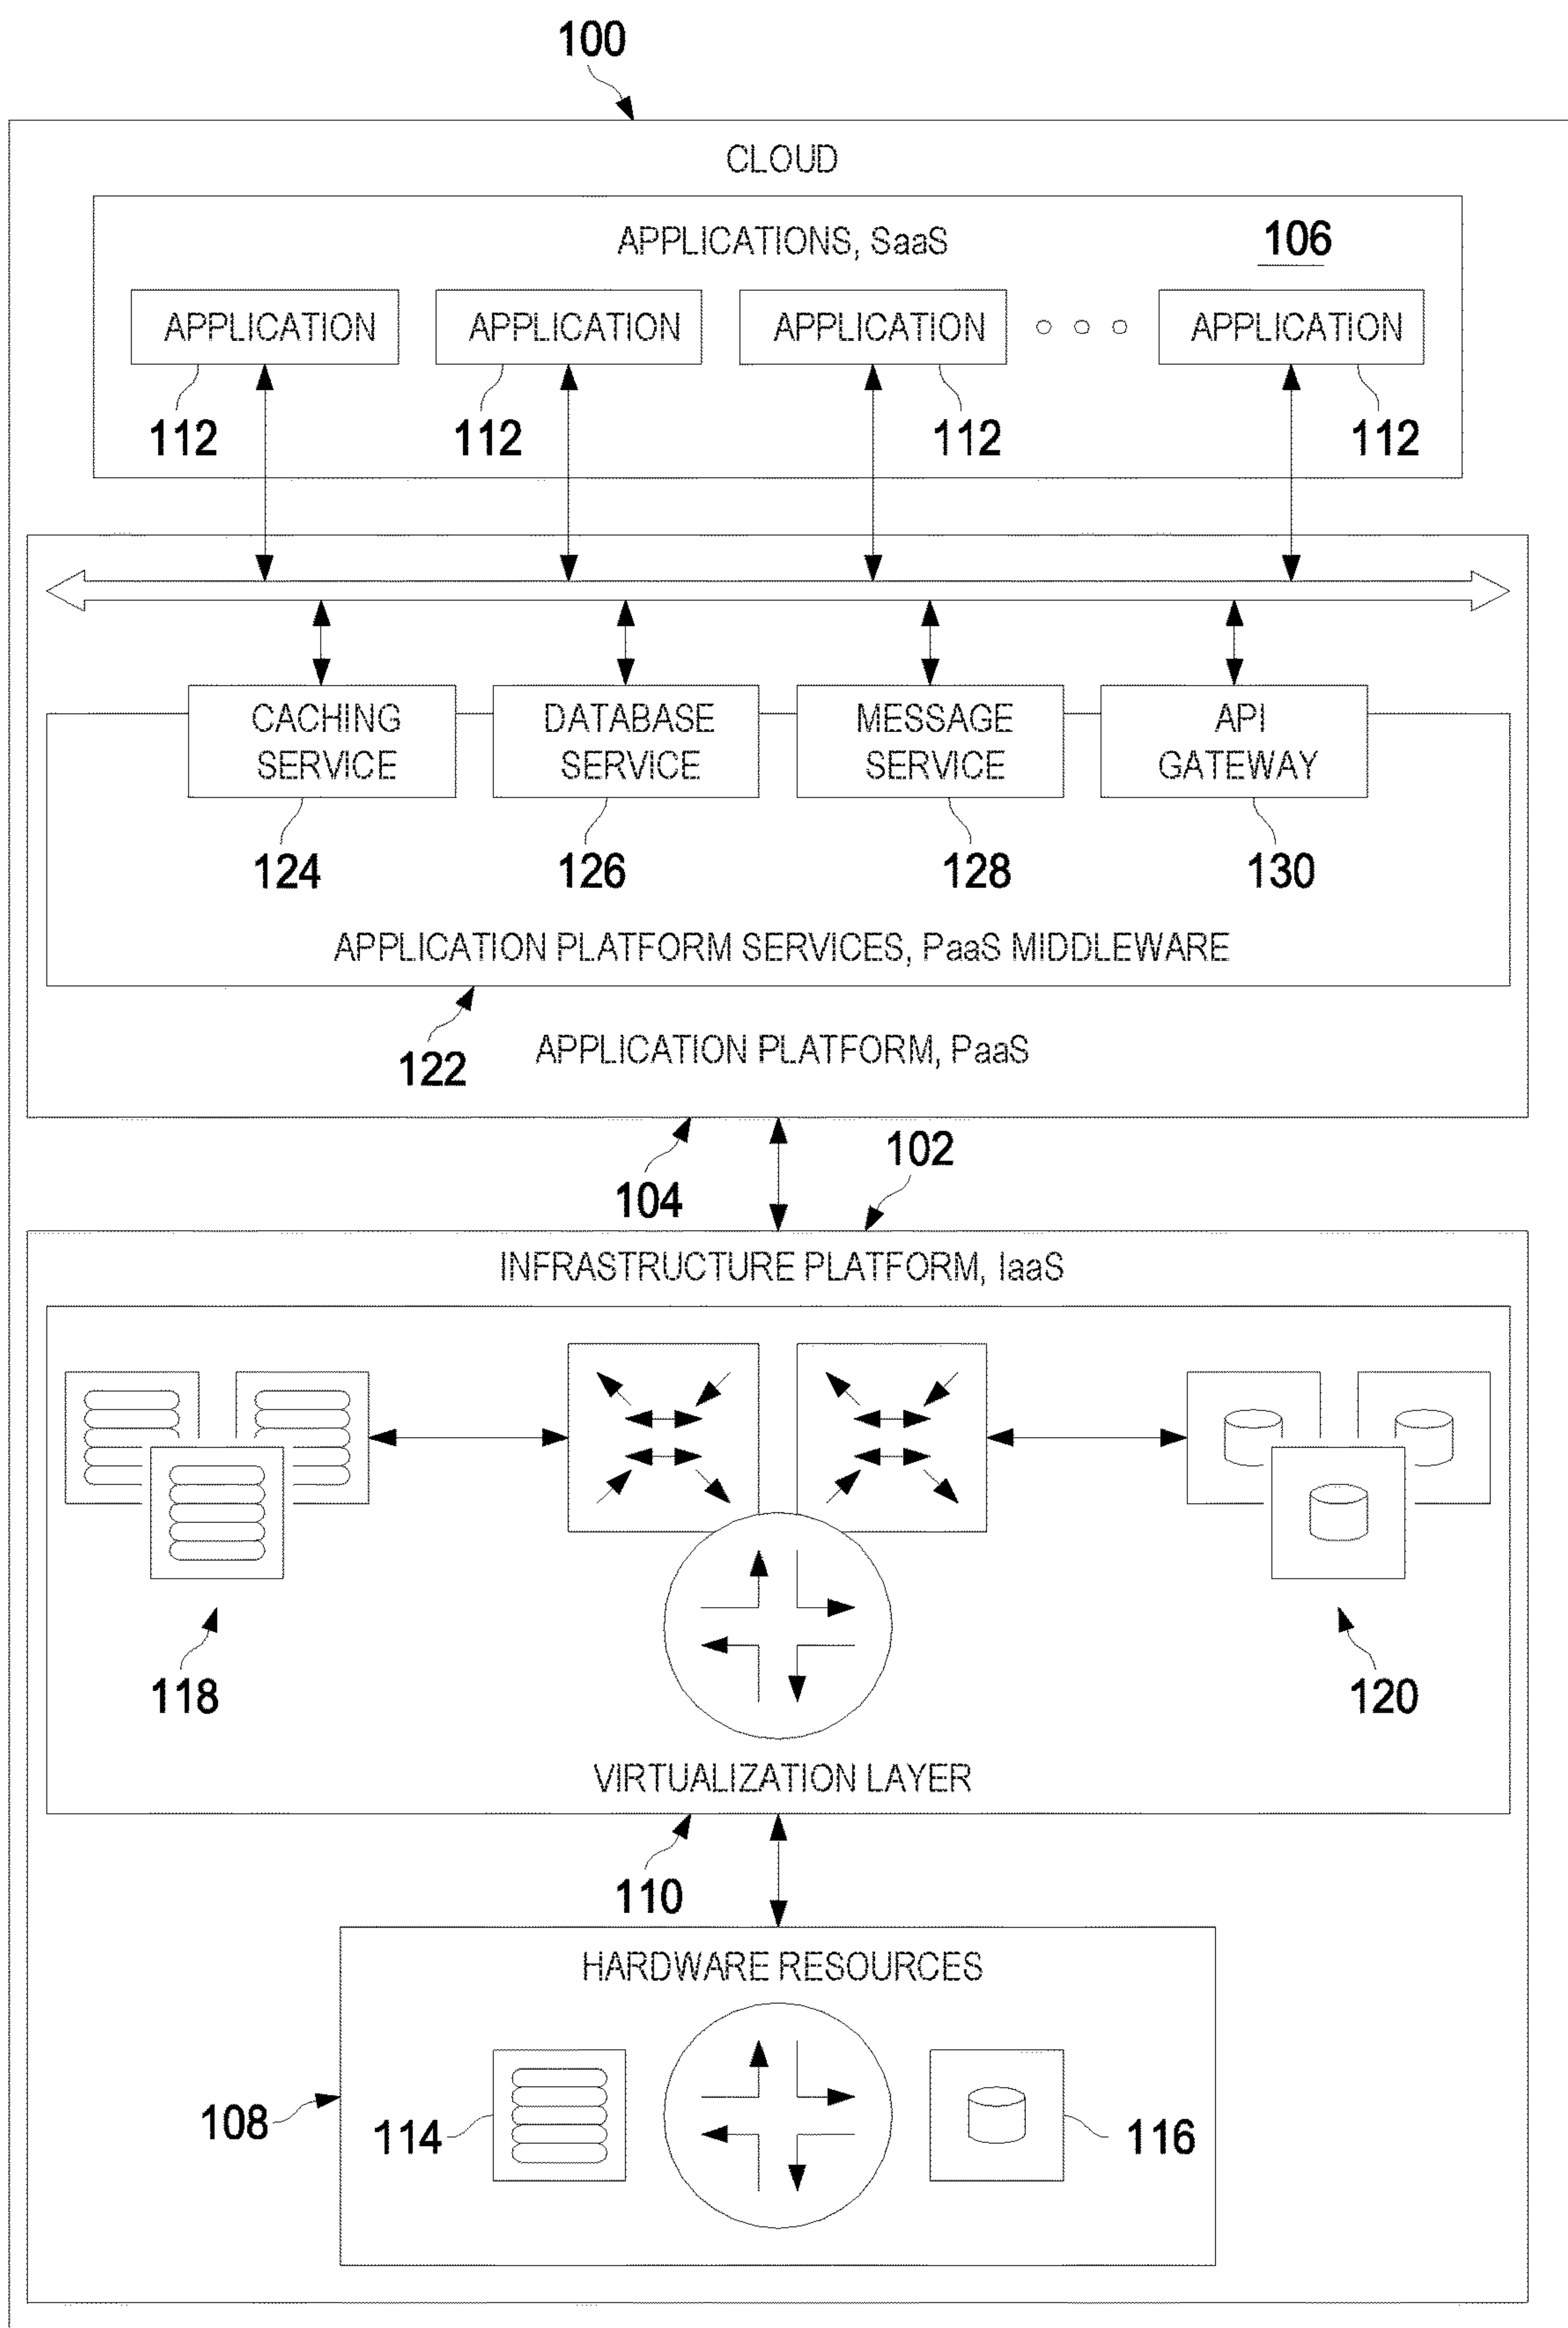 100
CLOUD
APPLICATIONS, SaaS
106
APPLICATION APPLICATION APPLICATION APPLICATION
112 112 112 112
CACHING SERVICE
DATABASE SERVICE
MESSAGE SERVICE
API GATEWAY
124 126 128 130
APPLICATION PLATFORM SERVICES, PaaS MIDDLEWARE
122
APPLICATION PLATFORM, PaaS
104
102
INFRASTRUCTURE PLATFORM, IaaS
118
120
VIRTUALIZATION LAYER
110
HARDWARE RESOURCES
108
114
116